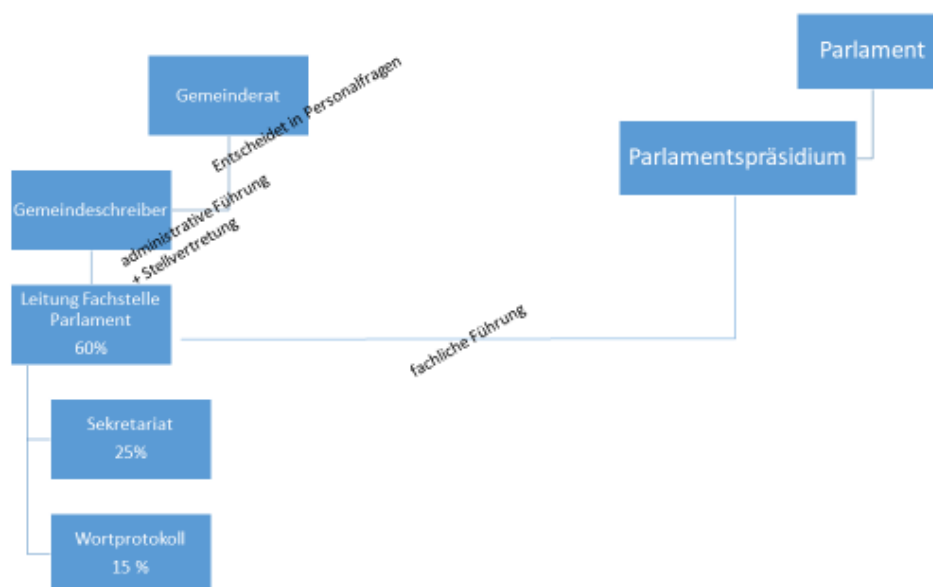 Parlament
Gemeinderat
Entscheidet in Personalfragen
Parlamentspräsidium
Gemeindeschreiber
administrative Führung
+ Stellvertretung
Leitung Fachstelle
Parlament
60%
fachliche Führung
Sekretariat
25%
Wortprotokoll
15 %